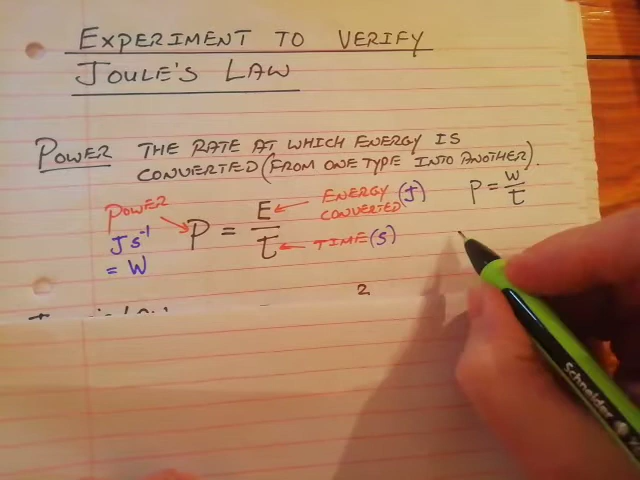 EXPERIMENT TO VERIFY
JOULE'S LAW
POWER THE RATE AT WHICH ENERGY IS
CONVERTED (FROM ONE TYPE INTO ANOTHER).
POWER
J s⁻¹
= W
P = E/t
ENERGY
CONVERTED (J)
TIME (S)
P = W/t
2
Schneider